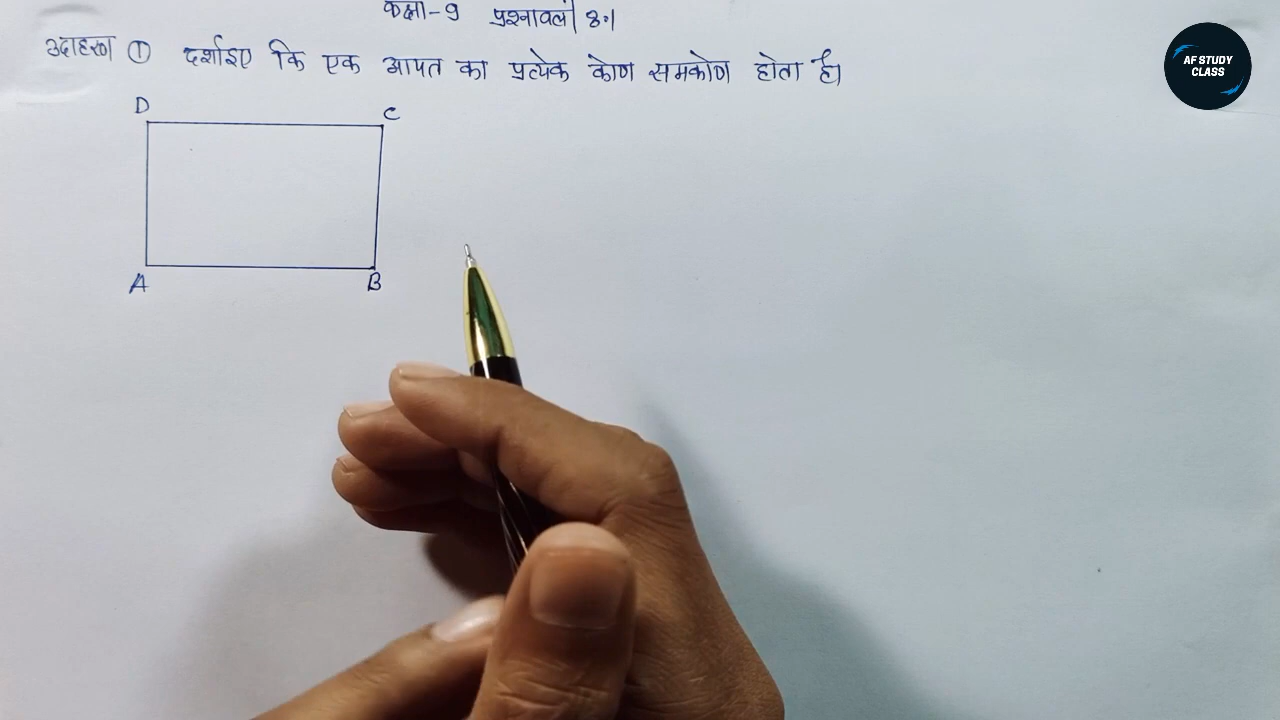 कक्षा-9 प्रश्नावली 8.1
उदाहरण ① दर्शाइए कि एक आयत का प्रत्येक कोण समकोण होता है।
D
C
A
B
AF STUDY
CLASS